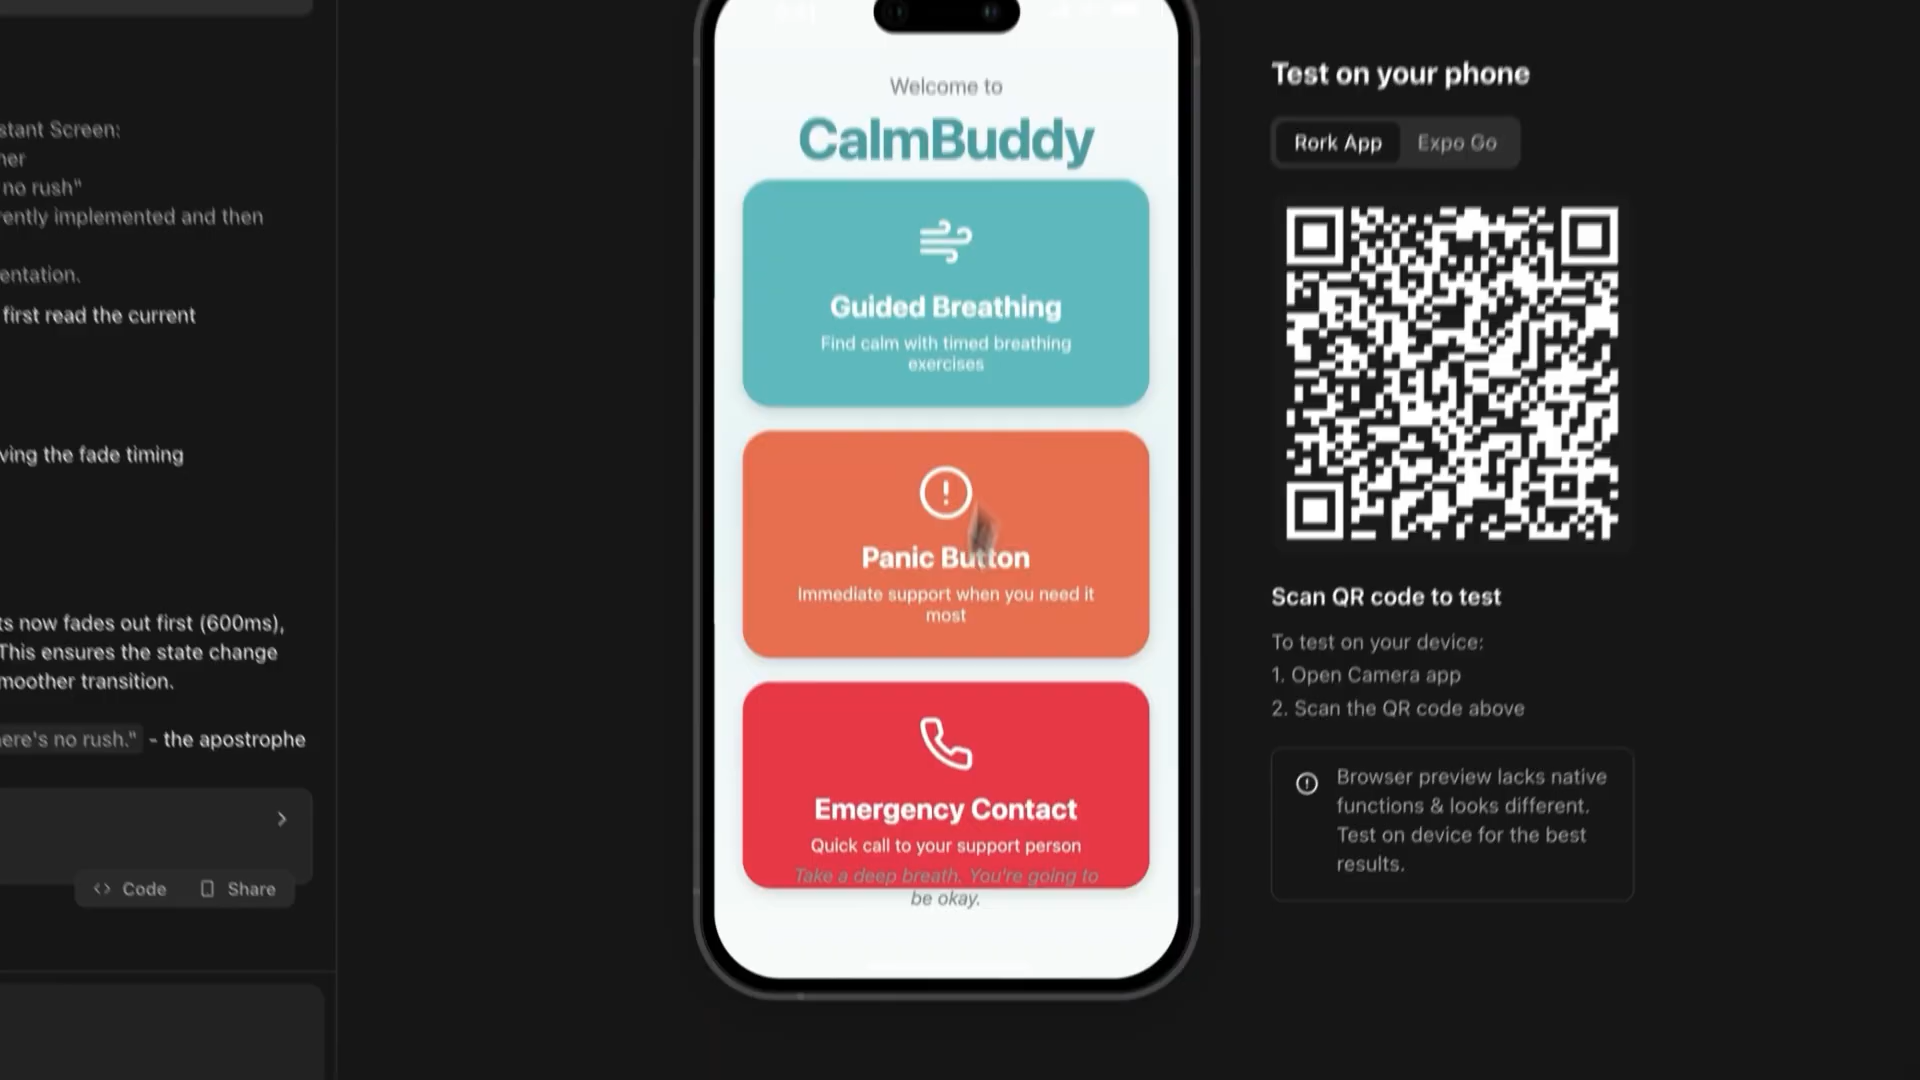 stant Screen:
ner
no rush"
rently implemented and then
entation.
first read the current
ving the fade timing
ts now fades out first (600ms),
This ensures the state change
moother transition.
ere's no rush." - the apostrophe
Code Share
Welcome to
CalmBuddy
Guided Breathing
Find calm with timed breathing
exercises
Panic Button
Immediate support when you need it
most
Emergency Contact
Quick call to your support person
Take a deep breath. You're going to
be okay.
Test on your phone
Rork App Expo Go
Scan QR code to test
To test on your device:
1. Open Camera app
2. Scan the QR code above
Browser preview lacks native
functions & looks different.
Test on device for the best
results.